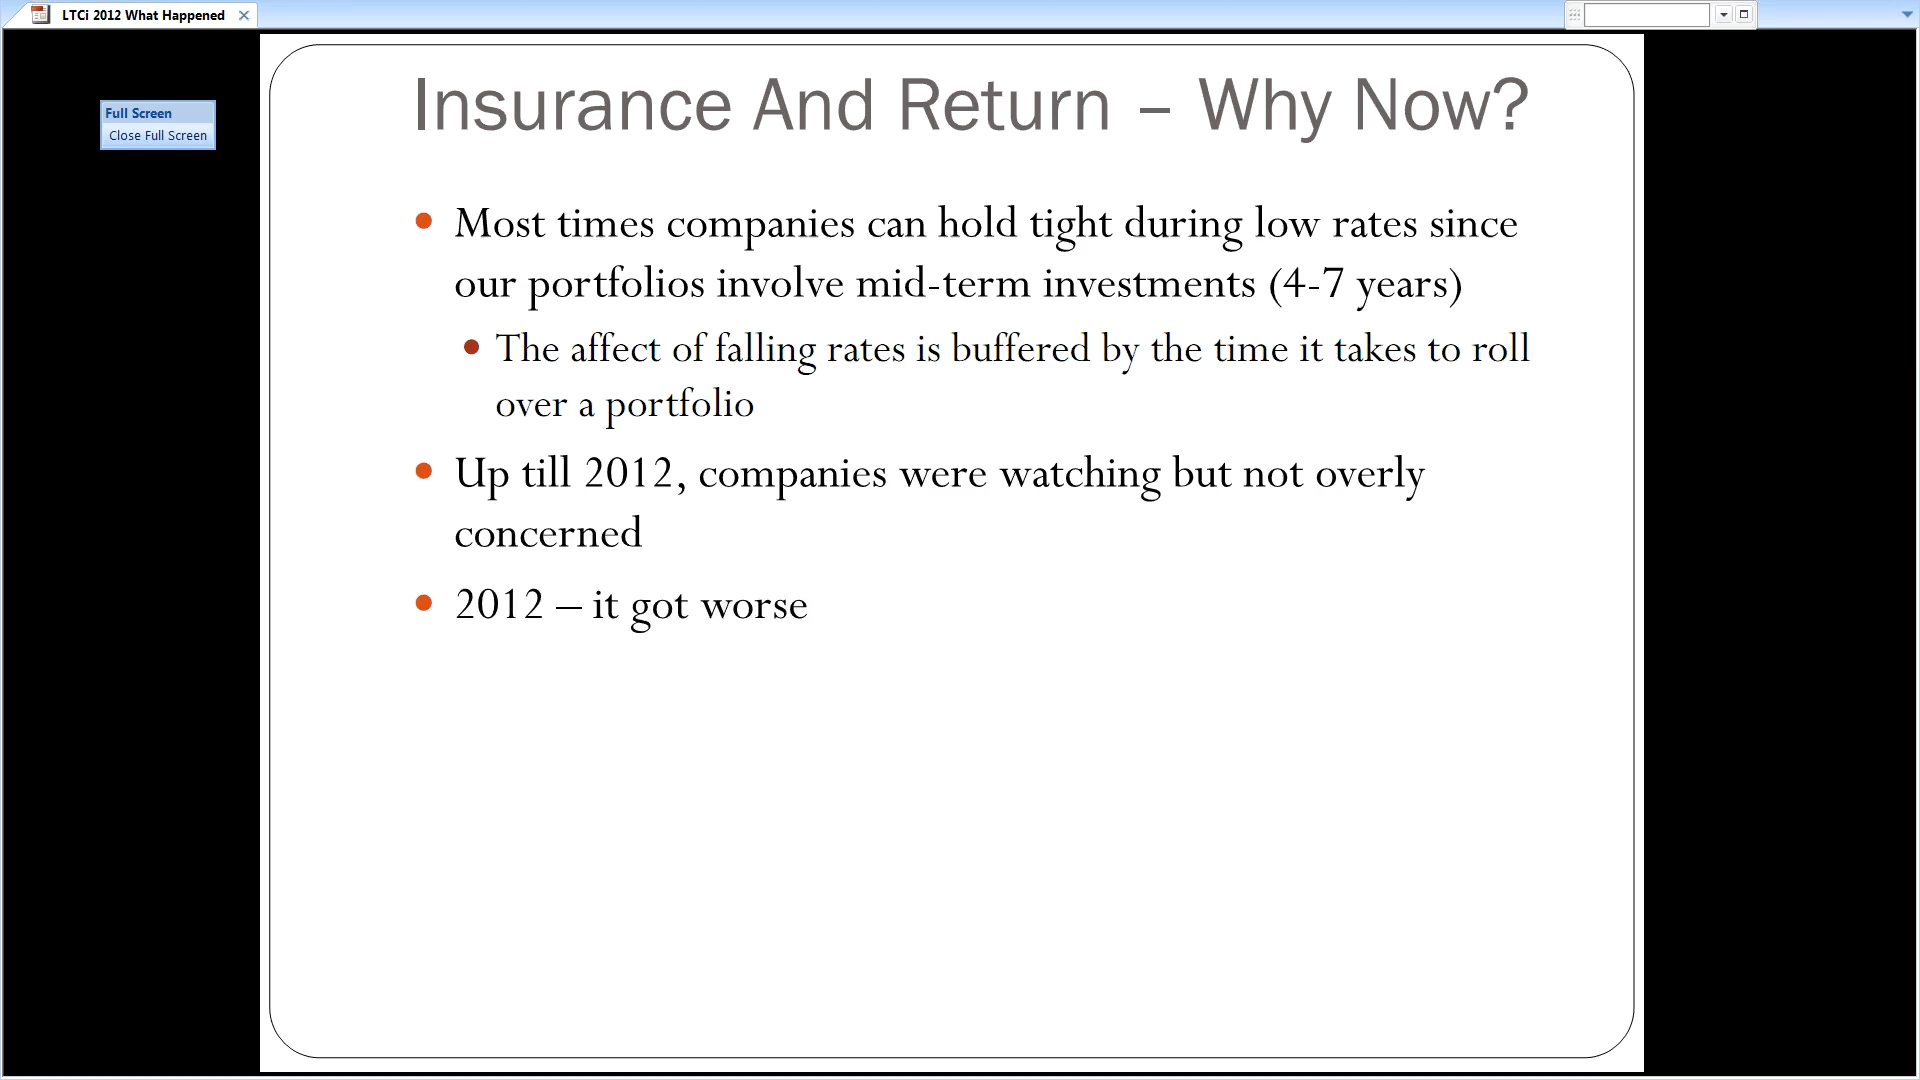 LTCi 2012 What Happened
Full Screen
Close Full Screen
Insurance And Return – Why Now?
Most times companies can hold tight during low rates since
our portfolios involve mid-term investments (4-7 years)
The affect of falling rates is buffered by the time it takes to roll
over a portfolio
Up till 2012, companies were watching but not overly
concerned
2012 – it got worse